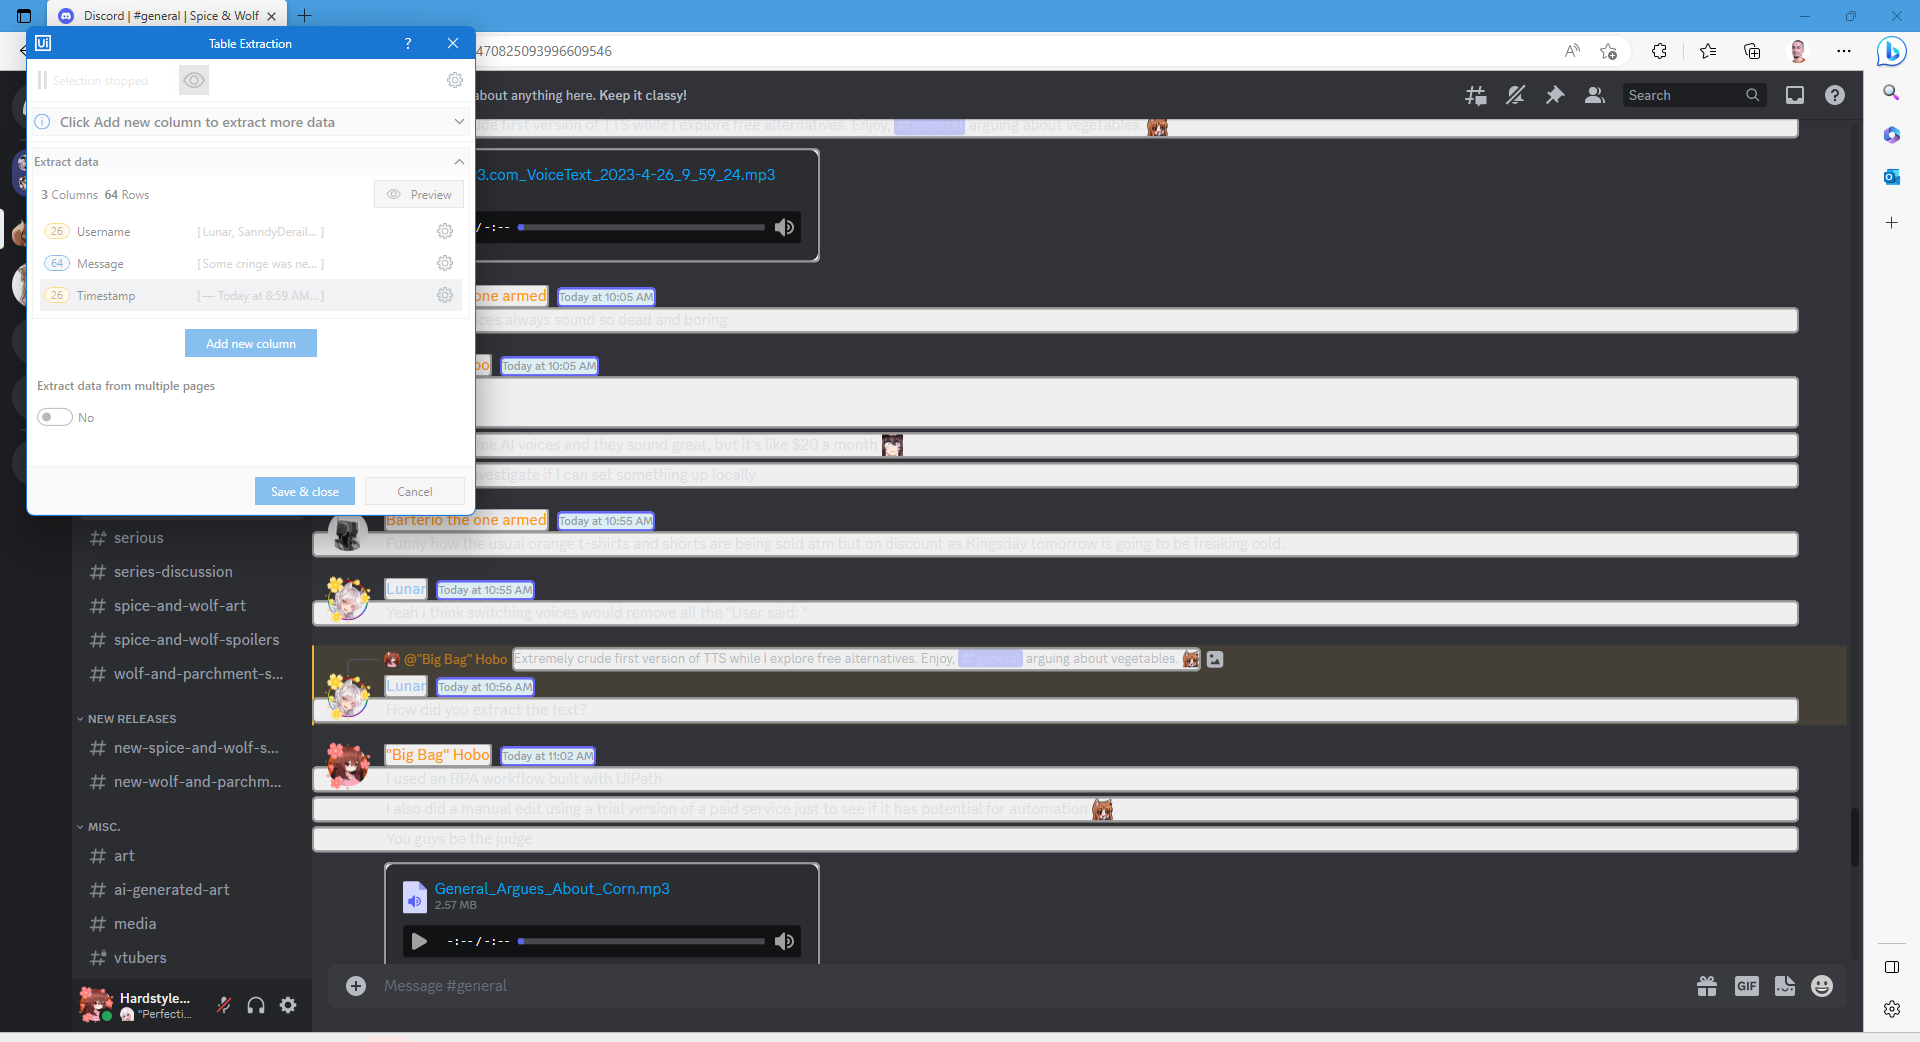 Discord | #general | Spice & Wolf
Ui
Table Extraction
?
470825093996609546
Selection stopped
about anything here. Keep it classy!
Search
Click Add new column to extract more data
ude first version of TTS while I explore free alternatives. Enjoy,
arguing about vegetables.
Extract data
3 Columns 64 Rows
Preview
26 Username [ Lunar, SanndyDerail... ]
64 Message [ Some cringe was ne... ]
26 Timestamp [ — Today at 8:59 AM... ]
Add new column
Extract data from multiple pages
No
Save & close
Cancel
3.com_VoiceText_2023-4-26_9_59_24.mp3
/ -:--
one armed Today at 10:05 AM
ces always sound so dead and boring
bo Today at 10:05 AM
me AI voices and they sound great, but it's like $20 a month
vestigate if I can set something up locally
Barterio the one armed Today at 10:55 AM
Funny how the usual orange t-shirts and shorts are being sold atm but on discount as Kingsday tomorrow is going to be freaking cold.
Lunar Today at 10:55 AM
Yeah i think switching voices would remove all the "User said: "
@"Big Bag" Hobo Extremely crude first version of TTS while I explore free alternatives. Enjoy,
arguing about vegetables.
Lunar Today at 10:56 AM
How did you extract the text?
"Big Bag" Hobo Today at 11:02 AM
I used an RPA workflow built with UIPath
I also did a manual edit using a trial version of a paid service just to see if it has potential for automation
You guys be the judge
General_Argues_About_Corn.mp3
2.57 MB
-:-- / -:--
Message #general
GIF
serious
series-discussion
spice-and-wolf-art
spice-and-wolf-spoilers
wolf-and-parchment-s...
NEW RELEASES
new-spice-and-wolf-s...
new-wolf-and-parchm...
MISC.
art
ai-generated-art
media
vtubers
Hardstyle...
"Perfecti...